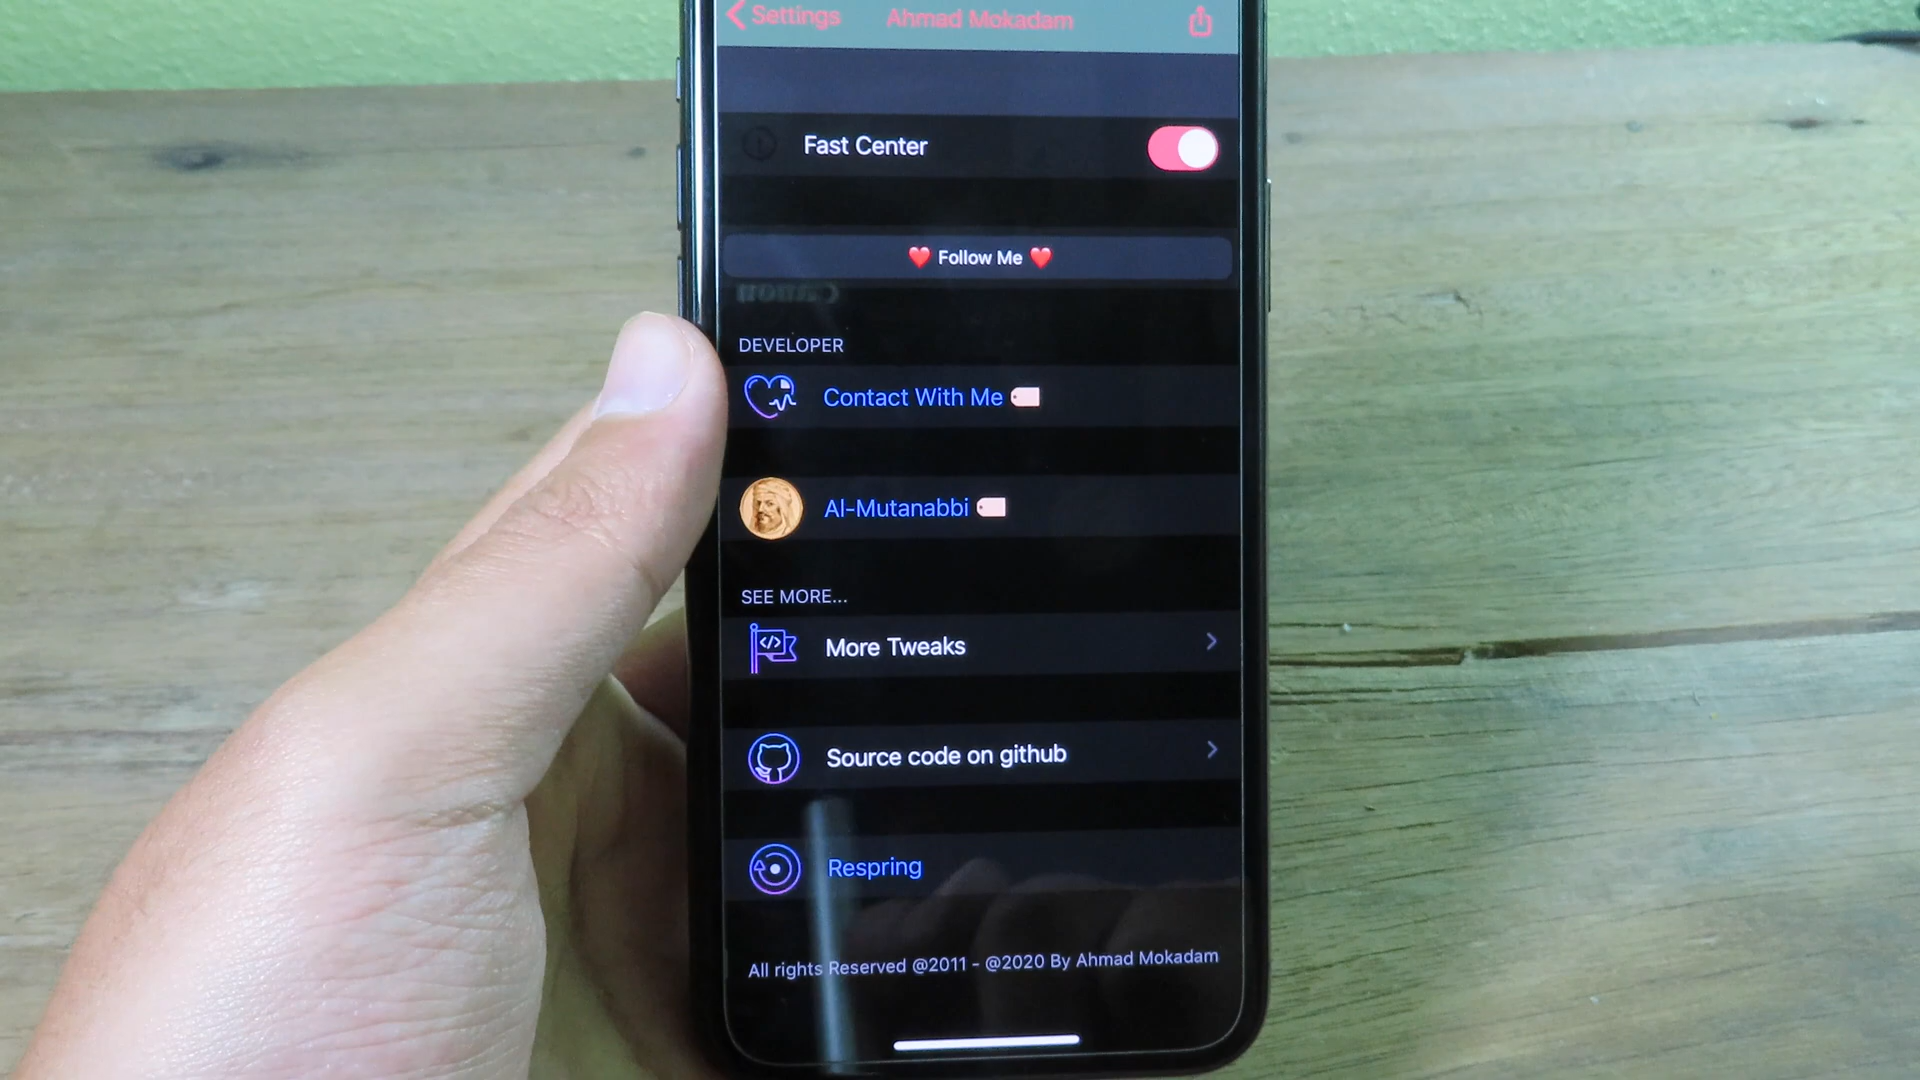 Settings
Ahmad Mokadam
Fast Center
❤️ Follow Me ❤️
DEVELOPER
Contact With Me
Al-Mutanabbi
SEE MORE...
More Tweaks
</>
Source code on github
Respring
All rights Reserved @2011 - @2020 By Ahmad Mokadam